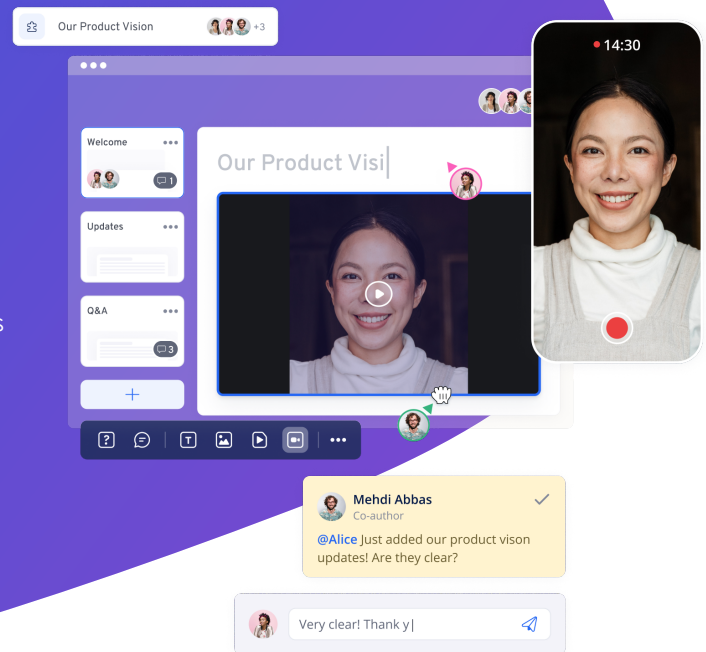 Our Product Vision
+3
14:30
Welcome
1
Our Product Visi
Updates
Q&A
3
S
?
T
Mehdi Abbas
Co-author
@Alice Just added our product vison
updates! Are they clear?
Very clear! Thank y